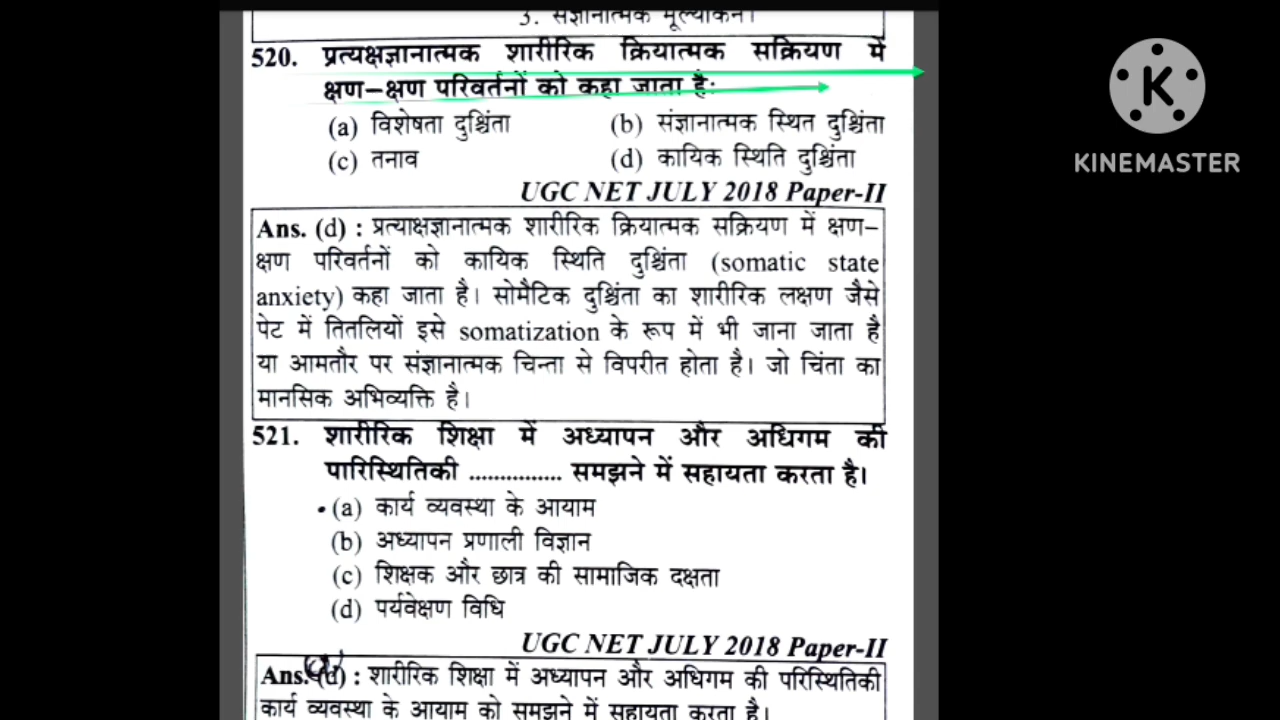 3. संज्ञानात्मक मूल्यांकन।
520. प्रत्यक्षज्ञानात्मक शारीरिक क्रियात्मक सक्रियण में
क्षण–क्षण परिवर्तनों को कहा जाता है:
(a) विशेषता दुश्चिंता (b) संज्ञानात्मक स्थित दुश्चिंता
(c) तनाव (d) कायिक स्थिति दुश्चिंता
UGC NET JULY 2018 Paper-II
Ans. (d) : प्रत्याक्षज्ञानात्मक शारीरिक क्रियात्मक सक्रियण में क्षण–
क्षण परिवर्तनों को कायिक स्थिति दुश्चिंता (somatic state
anxiety) कहा जाता है। सोमैटिक दुश्चिंता का शारीरिक लक्षण जैसे
पेट में तितलियों इसे somatization के रूप में भी जाना जाता है
या आमतौर पर संज्ञानात्मक चिन्ता से विपरीत होता है। जो चिंता का
मानसिक अभिव्यक्ति है।
521. शारीरिक शिक्षा में अध्यापन और अधिगम की
पारिस्थितिकी ............... समझने में सहायता करता है।
(a) कार्य व्यवस्था के आयाम
(b) अध्यापन प्रणाली विज्ञान
(c) शिक्षक और छात्र की सामाजिक दक्षता
(d) पर्यवेक्षण विधि
UGC NET JULY 2018 Paper-II
Ans. (d) : शारीरिक शिक्षा में अध्यापन और अधिगम की परिस्थितिकी
कार्य व्यवस्था के आयाम को समझने में सहायता करता है।
K
KINEMASTER